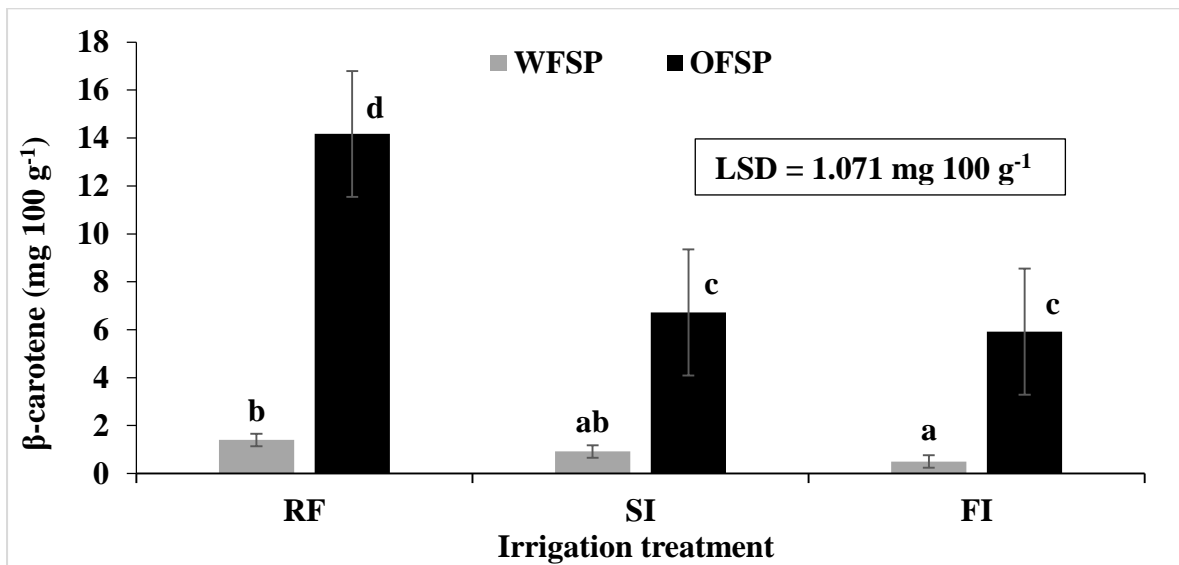 18
16
14
12
10
8
6
4
2
0
β-carotene (mg 100 g-1)
WFSP OFSP
LSD = 1.071 mg 100 g-1
b d
ab c
a c
RF SI FI
Irrigation treatment